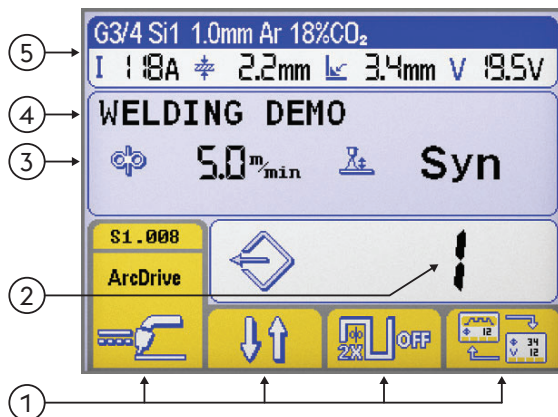 G3/4 Si1 1.0mm Ar 18%CO₂
I 118A 2.2mm 3.4mm V 19.5V
WELDING DEMO
5.0 m/min Syn
S1.008
ArcDrive
1
2X OFF
12
34
V 12
5
4
3
2
1